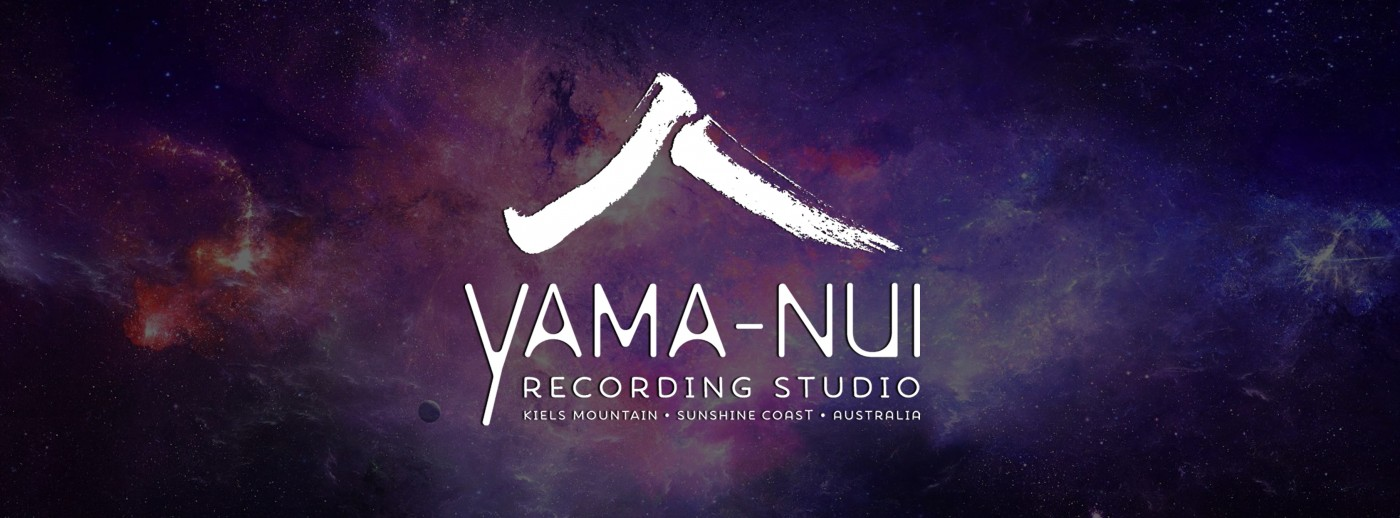 YAMA-NUI
RECORDING STUDIO
KIELS MOUNTAIN • SUNSHINE COAST • AUSTRALIA